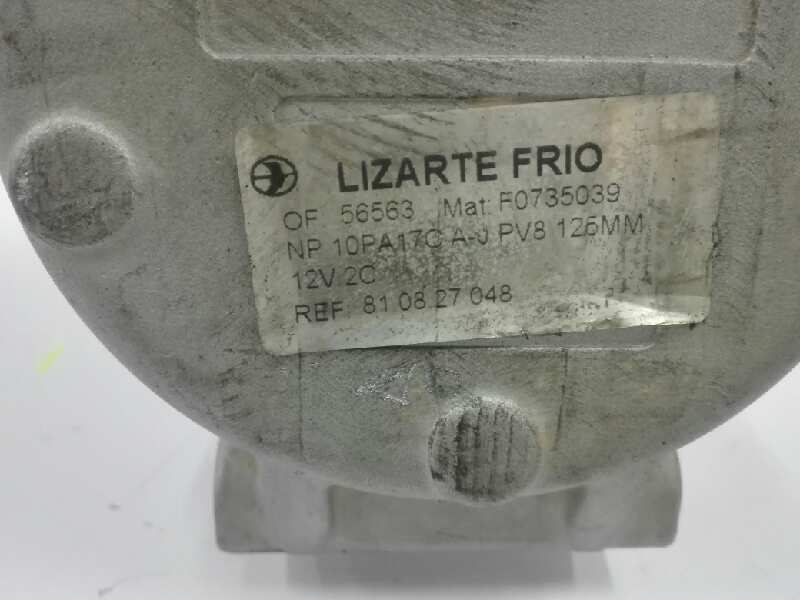 LIZARTE FRIO
OF 56563 Mat: F0735039
NP 10PA17C A-J PV8 125MM
12V 2C
REF. 81 08 27 048